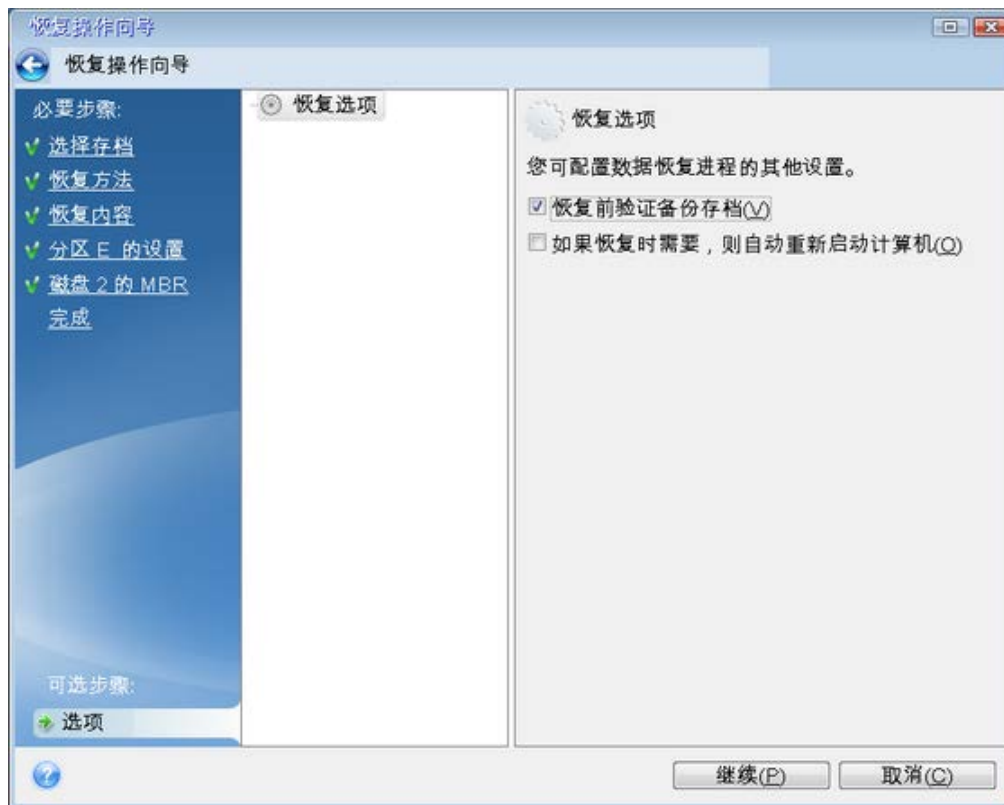 恢复操作向导
恢复操作向导
必要步骤:
选择存档
恢复方法
恢复内容
分区 E 的设置
磁盘 2 的 MBR
完成
可选步骤:
选项
恢复选项
恢复选项
您可配置数据恢复进程的其他设置。
恢复前验证备份存档(V)
如果恢复时需要，则自动重新启动计算机(O)
继续(P)
取消(C)